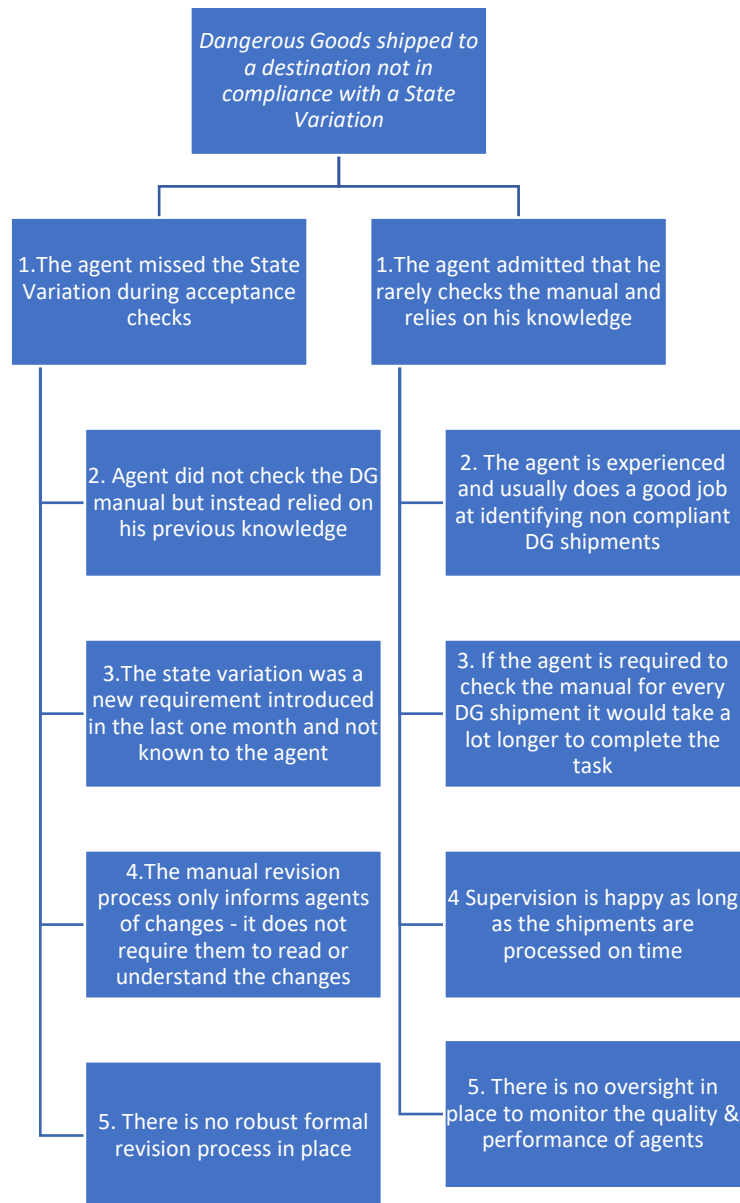 Dangerous Goods shipped to
a destination not in
compliance with a State
Variation
1.The agent missed the State
Variation during acceptance
checks
1.The agent admitted that he
rarely checks the manual and
relies on his knowledge
2. Agent did not check the DG
manual but instead relied on
his previous knowledge
2. The agent is experienced
and usually does a good job
at identifying non compliant
DG shipments
3.The state variation was a
new requirement introduced
in the last one month and not
known to the agent
3. If the agent is required to
check the manual for every
DG shipment it would take a
lot longer to complete the
task
4.The manual revision
process only informs agents
of changes - it does not
require them to read or
understand the changes
4 Supervision is happy as long
as the shipments are
processed on time
5. There is no robust formal
revision process in place
5. There is no oversight in
place to monitor the quality &
performance of agents